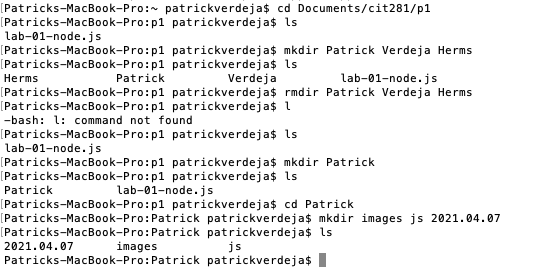 [Patricks-MacBook-Pro:~ patrickverdeja$ cd Documents/cit281/p1
[Patricks-MacBook-Pro:p1 patrickverdeja$ ls
lab-01-node.js
[Patricks-MacBook-Pro:p1 patrickverdeja$ mkdir Patrick Verdeja Herms
[Patricks-MacBook-Pro:p1 patrickverdeja$ ls
Herms Patrick Verdeja lab-01-node.js
[Patricks-MacBook-Pro:p1 patrickverdeja$ rmdir Patrick Verdeja Herms
[Patricks-MacBook-Pro:p1 patrickverdeja$ l
-bash: l: command not found
[Patricks-MacBook-Pro:p1 patrickverdeja$ ls
lab-01-node.js
[Patricks-MacBook-Pro:p1 patrickverdeja$ mkdir Patrick
[Patricks-MacBook-Pro:p1 patrickverdeja$ ls
Patrick lab-01-node.js
[Patricks-MacBook-Pro:p1 patrickverdeja$ cd Patrick
[Patricks-MacBook-Pro:Patrick patrickverdeja$ mkdir images js 2021.04.07
[Patricks-MacBook-Pro:Patrick patrickverdeja$ ls
2021.04.07 images js
Patricks-MacBook-Pro:Patrick patrickverdeja$